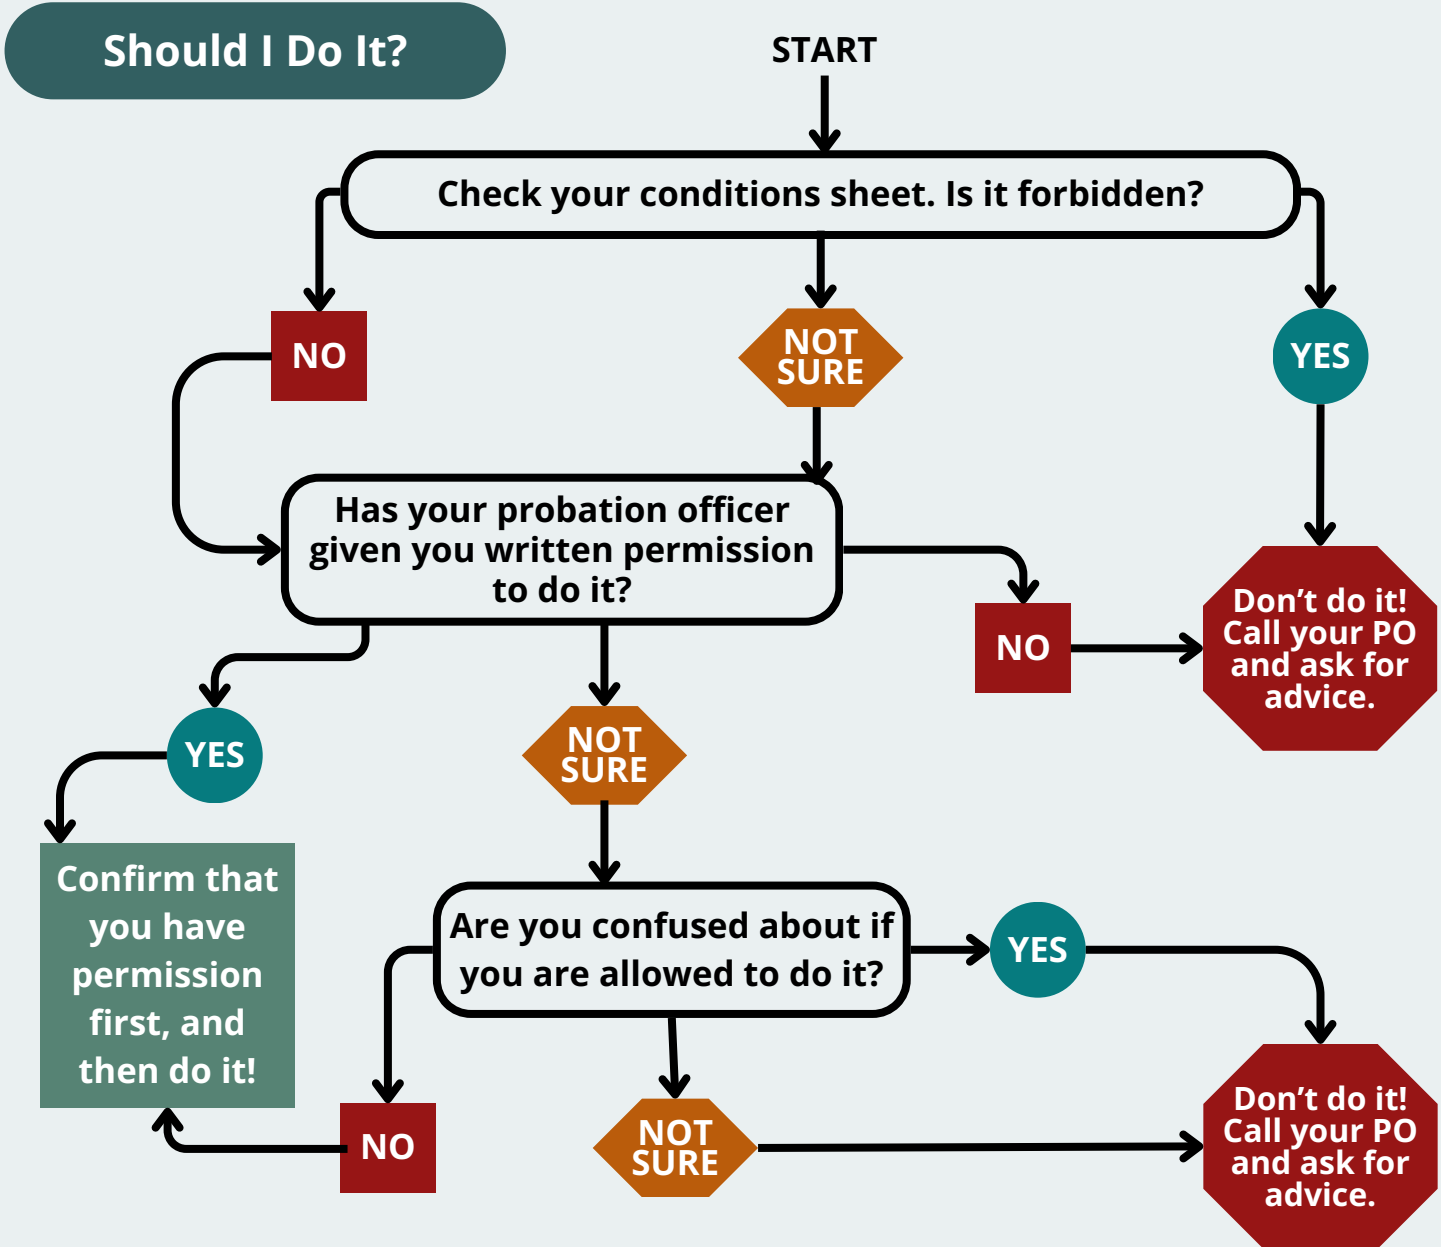 Should I Do It?
START
Check your conditions sheet. Is it forbidden?
NO
NOT
SURE
YES
Has your probation officer
given you written permission
to do it?
NO
Don’t do it!
Call your PO
and ask for
advice.
YES
NOT
SURE
Confirm that
you have
permission
first, and
then do it!
Are you confused about if
you are allowed to do it?
YES
NO
NOT
SURE
Don’t do it!
Call your PO
and ask for
advice.